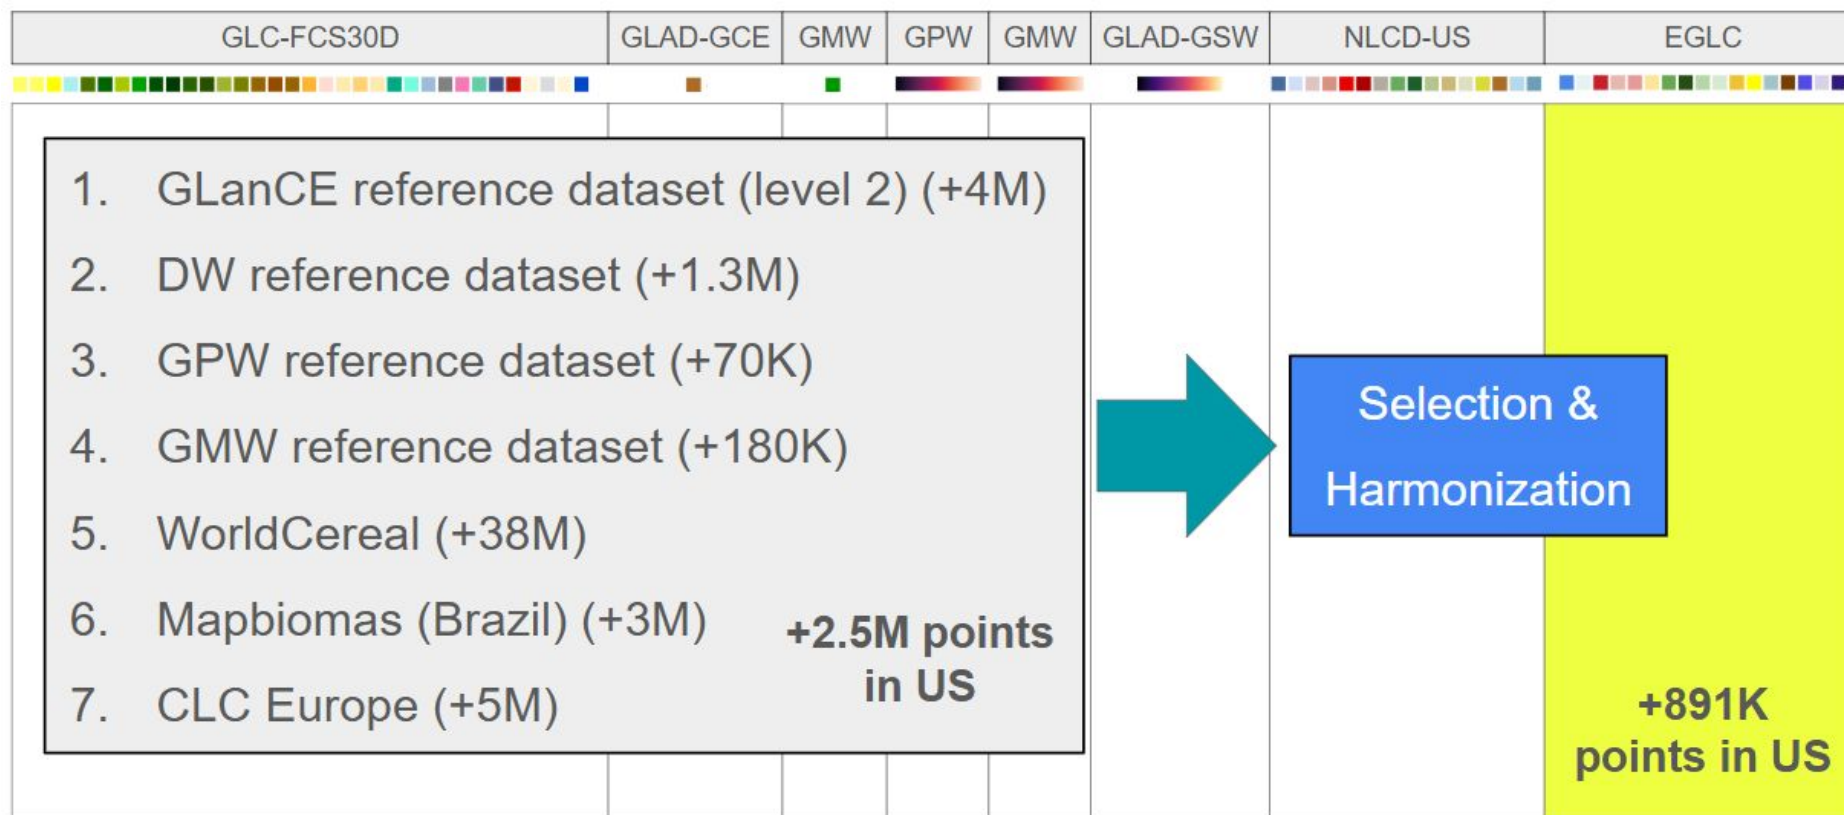 GLC-FCS30D GLAD-GCE GMW GPW GMW GLAD-GSW NLCD-US EGLC
1. GLanCE reference dataset (level 2) (+4M)
2. DW reference dataset (+1.3M)
3. GPW reference dataset (+70K)
4. GMW reference dataset (+180K)
5. WorldCereal (+38M)
6. Mapbiomas (Brazil) (+3M)
7. CLC Europe (+5M)
+2.5M points
in US
Selection &
Harmonization
+891K
points in US